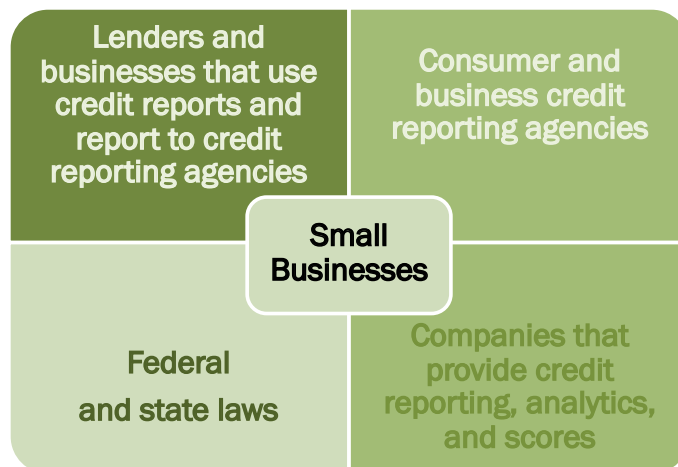 Lenders and
businesses that use
credit reports and
report to credit
reporting agencies
Consumer and
business credit
reporting agencies
Small
Businesses
Federal
and state laws
Companies that
provide credit
reporting, analytics,
and scores